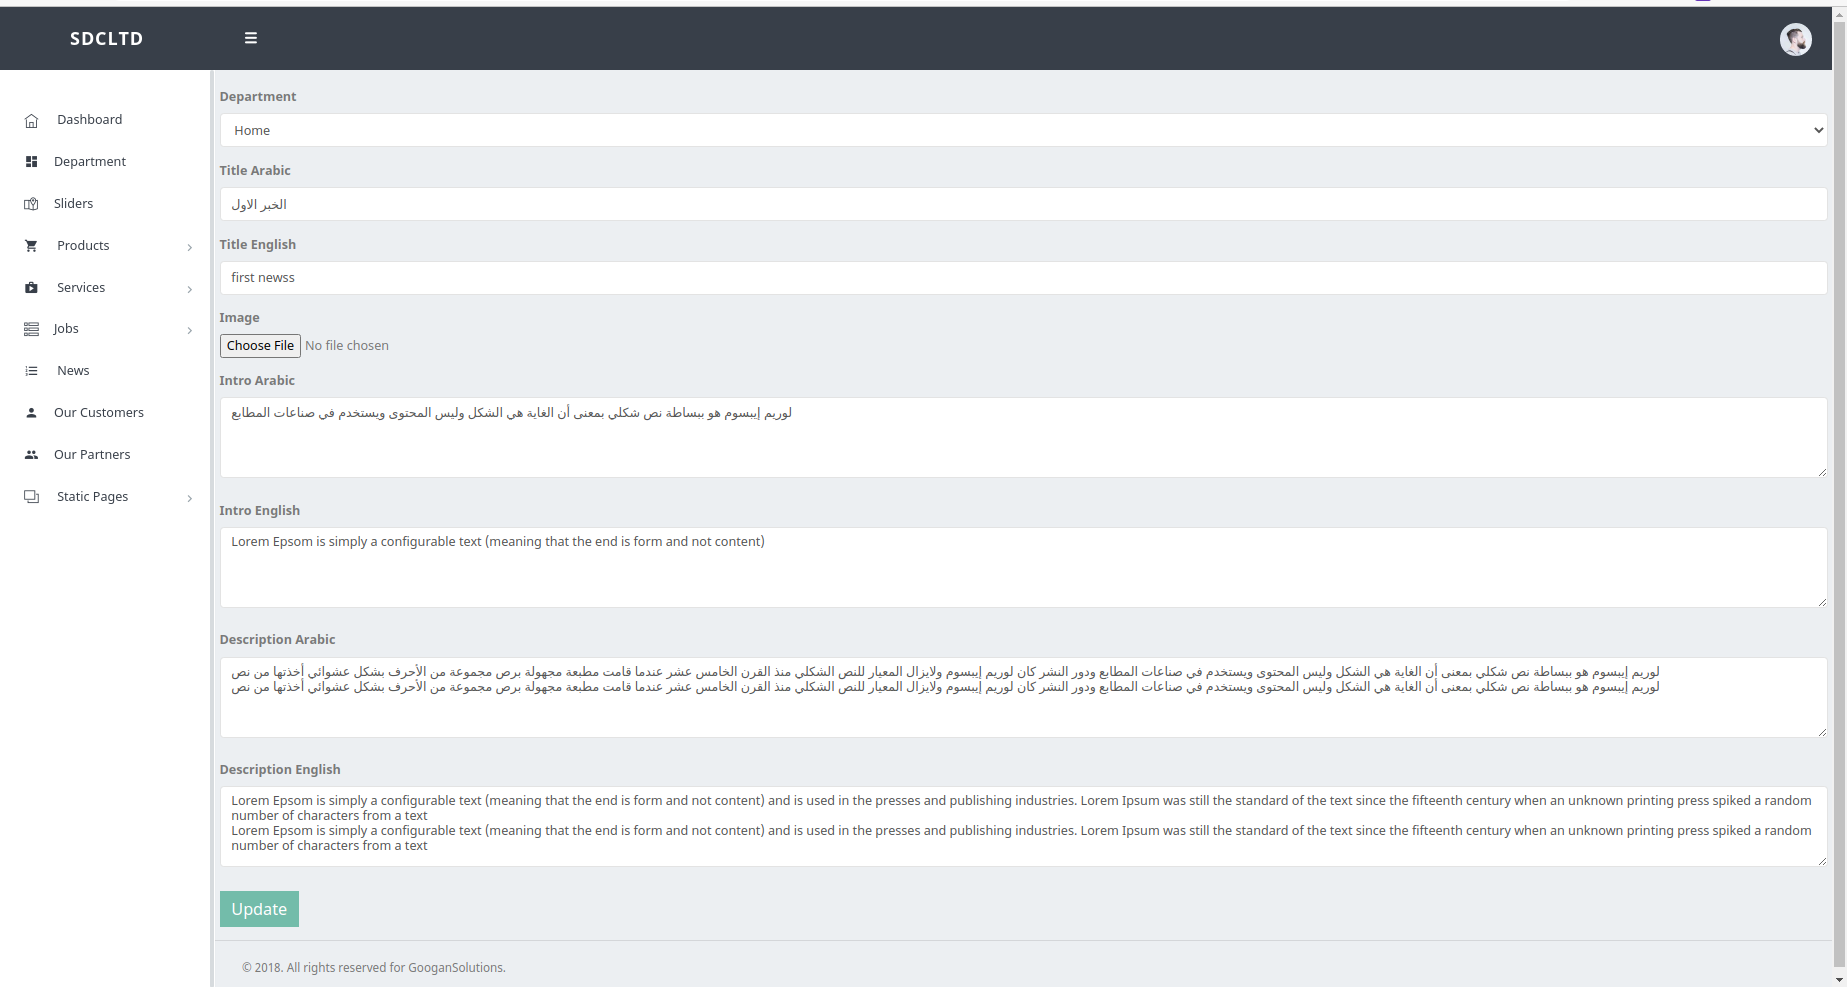 SDCLTD
Dashboard
Department
Sliders
Products
Services
Jobs
News
Our Customers
Our Partners
Static Pages
Department
Home
Title Arabic
الخبر الاول
Title English
first newss
Image
Choose File No file chosen
Intro Arabic
لوريم إيبسوم هو ببساطة نص شكلي بمعنى أن الغاية هي الشكل وليس المحتوى ويستخدم في صناعات المطابع
Intro English
Lorem Epsom is simply a configurable text (meaning that the end is form and not content)
Description Arabic
لوريم إيبسوم هو ببساطة نص شكلي بمعنى أن الغاية هي الشكل وليس المحتوى ويستخدم في صناعات المطابع ودور النشر كان لوريم إيبسوم ولايزال المعيار للنص الشكلي منذ القرن الخامس عشر عندما قامت مطبعة مجهولة برص مجموعة من الأحرف بشكل عشوائي أخذتها من نص
لوريم إيبسوم هو ببساطة نص شكلي بمعنى أن الغاية هي الشكل وليس المحتوى ويستخدم في صناعات المطابع ودور النشر كان لوريم إيبسوم ولايزال المعيار للنص الشكلي منذ القرن الخامس عشر عندما قامت مطبعة مجهولة برص مجموعة من الأحرف بشكل عشوائي أخذتها من نص
Description English
Lorem Epsom is simply a configurable text (meaning that the end is form and not content) and is used in the presses and publishing industries. Lorem Ipsum was still the standard of the text since the fifteenth century when an unknown printing press spiked a random
number of characters from a text
Lorem Epsom is simply a configurable text (meaning that the end is form and not content) and is used in the presses and publishing industries. Lorem Ipsum was still the standard of the text since the fifteenth century when an unknown printing press spiked a random
number of characters from a text
Update
© 2018. All rights reserved for GooganSolutions.